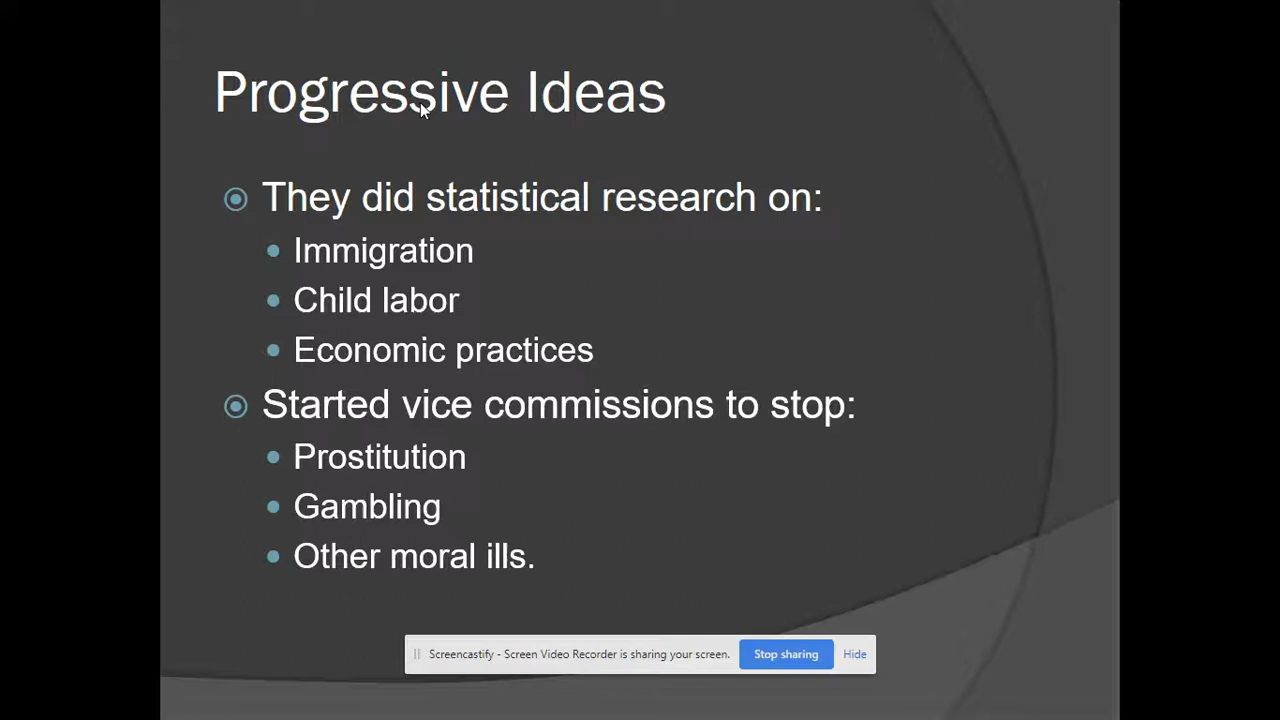 Progressive Ideas
They did statistical research on:
Immigration
Child labor
Economic practices
Started vice commissions to stop:
Prostitution
Gambling
Other moral ills.
Screencastify - Screen Video Recorder is sharing your screen. Stop sharing Hide